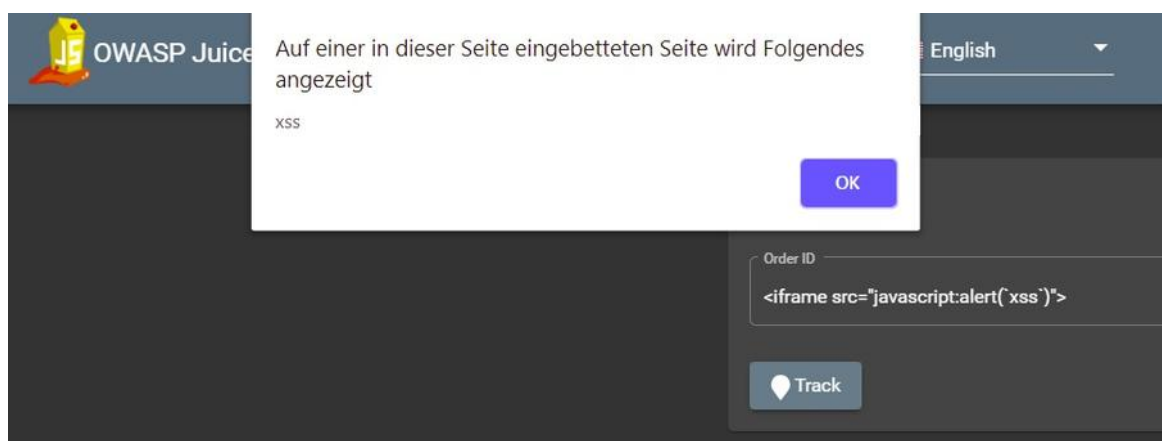 JS
OWASP Juice
Auf einer in dieser Seite eingebetteten Seite wird Folgendes
angezeigt
xss
OK
English
Order ID
<iframe src="javascript:alert(`xss`)">
Track